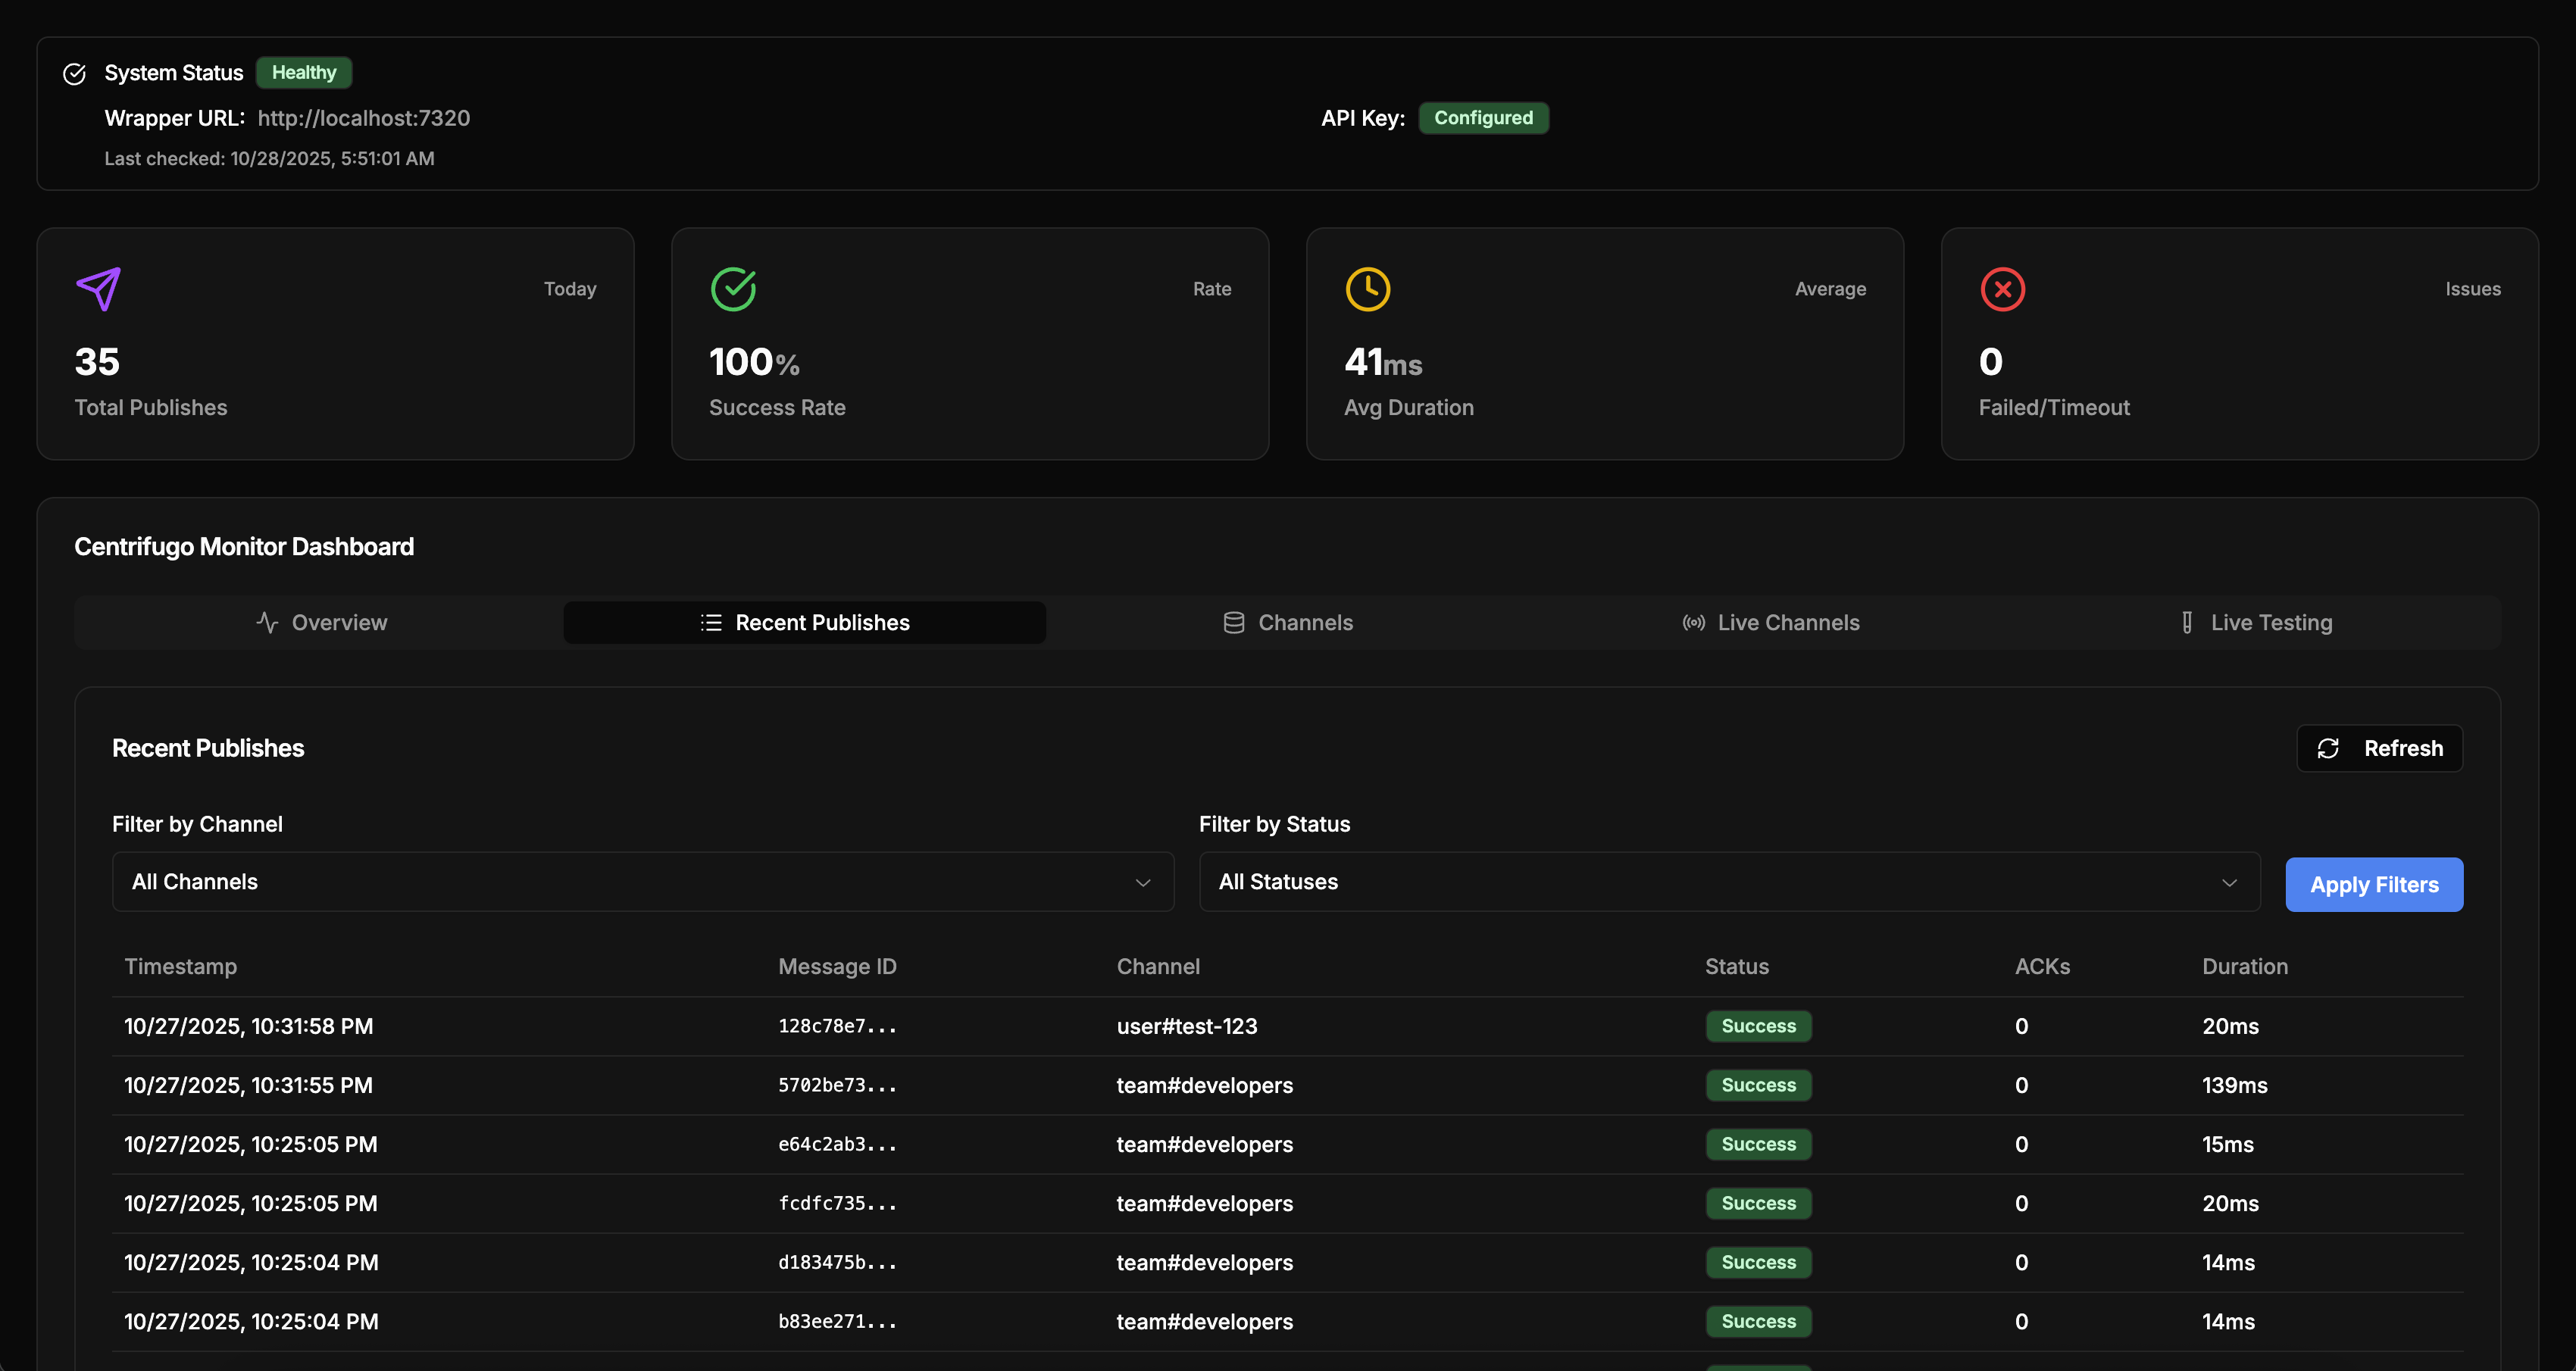 System Status Healthy
Wrapper URL: http://localhost:7320 API Key: Configured
Last checked: 10/28/2025, 5:51:01 AM
Today
35
Total Publishes
Rate
100%
Success Rate
Average
41ms
Avg Duration
Issues
0
Failed/Timeout
Centrifugo Monitor Dashboard
Overview Recent Publishes Channels Live Channels Live Testing
Recent Publishes Refresh
Filter by Channel Filter by Status
All Channels All Statuses Apply Filters
Timestamp Message ID Channel Status ACKs Duration
10/27/2025, 10:31:58 PM 128c78e7... user#test-123 Success 0 20ms
10/27/2025, 10:31:55 PM 5702be73... team#developers Success 0 139ms
10/27/2025, 10:25:05 PM e64c2ab3... team#developers Success 0 15ms
10/27/2025, 10:25:05 PM fcdfc735... team#developers Success 0 20ms
10/27/2025, 10:25:04 PM d183475b... team#developers Success 0 14ms
10/27/2025, 10:25:04 PM b83ee271... team#developers Success 0 14ms